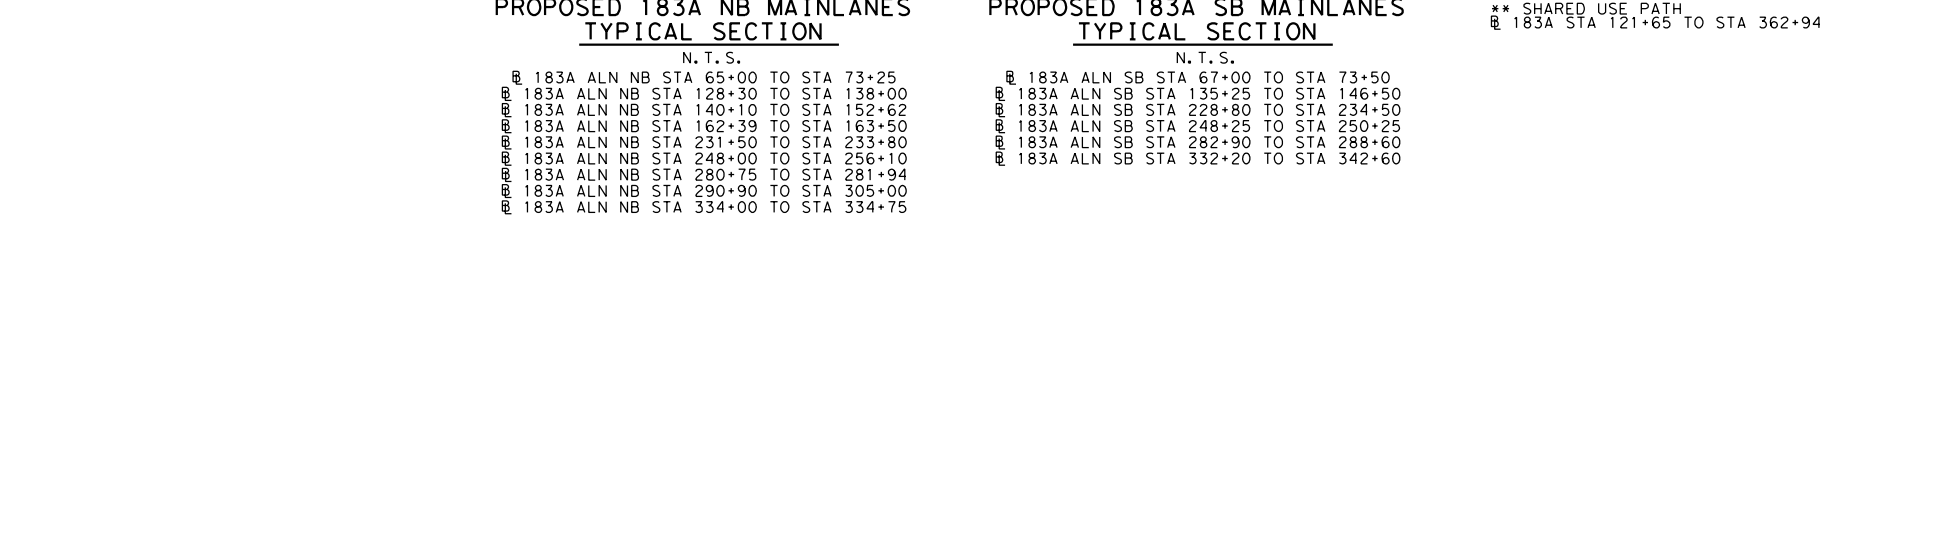 PROPOSED 183A NB MAINLANES
TYPICAL SECTION
N.T.S.
℄ 183A ALN NB STA 65+00 TO STA 73+25
℄ 183A ALN NB STA 128+30 TO STA 138+00
℄ 183A ALN NB STA 140+10 TO STA 152+62
℄ 183A ALN NB STA 162+39 TO STA 163+50
℄ 183A ALN NB STA 231+50 TO STA 233+80
℄ 183A ALN NB STA 248+00 TO STA 256+10
℄ 183A ALN NB STA 280+75 TO STA 281+94
℄ 183A ALN NB STA 290+90 TO STA 305+00
℄ 183A ALN NB STA 334+00 TO STA 334+75
PROPOSED 183A SB MAINLANES
TYPICAL SECTION
N.T.S.
℄ 183A ALN SB STA 67+00 TO STA 73+50
℄ 183A ALN SB STA 135+25 TO STA 146+50
℄ 183A ALN SB STA 228+80 TO STA 234+50
℄ 183A ALN SB STA 248+25 TO STA 250+25
℄ 183A ALN SB STA 282+90 TO STA 288+60
℄ 183A ALN SB STA 332+20 TO STA 342+60
** SHARED USE PATH
℄ 183A STA 121+65 TO STA 362+94